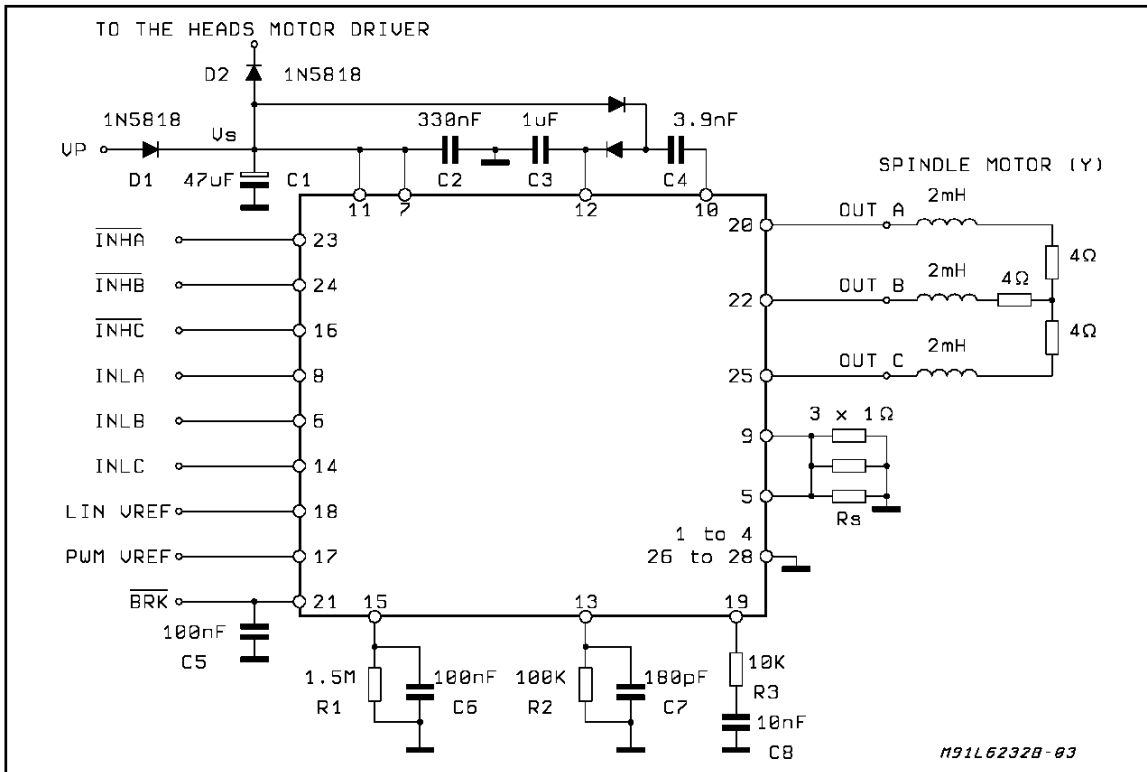 TO THE HEADS MOTOR DRIVER
D2 1N5818
1N5818
Vs
330nF
1uF
3.9nF
VP
D1
47uF
C1
C2
C3
C4
SPINDLE MOTOR (Y)
11
7
12
10
INHA
23
INHB
24
INHC
16
INLA
8
INLB
6
INLC
14
LIN VREF
18
PWM VREF
17
BRK
21
100nF
C5
20
OUT A
2mH
4Ω
22
OUT B
2mH
4Ω
4Ω
25
OUT C
2mH
9
3 x 1Ω
5
Rs
1 to 4
26 to 28
15
13
19
1.5M
R1
100nF
C6
100K
R2
180pF
C7
10K
R3
10nF
C8
M91L6232B-03